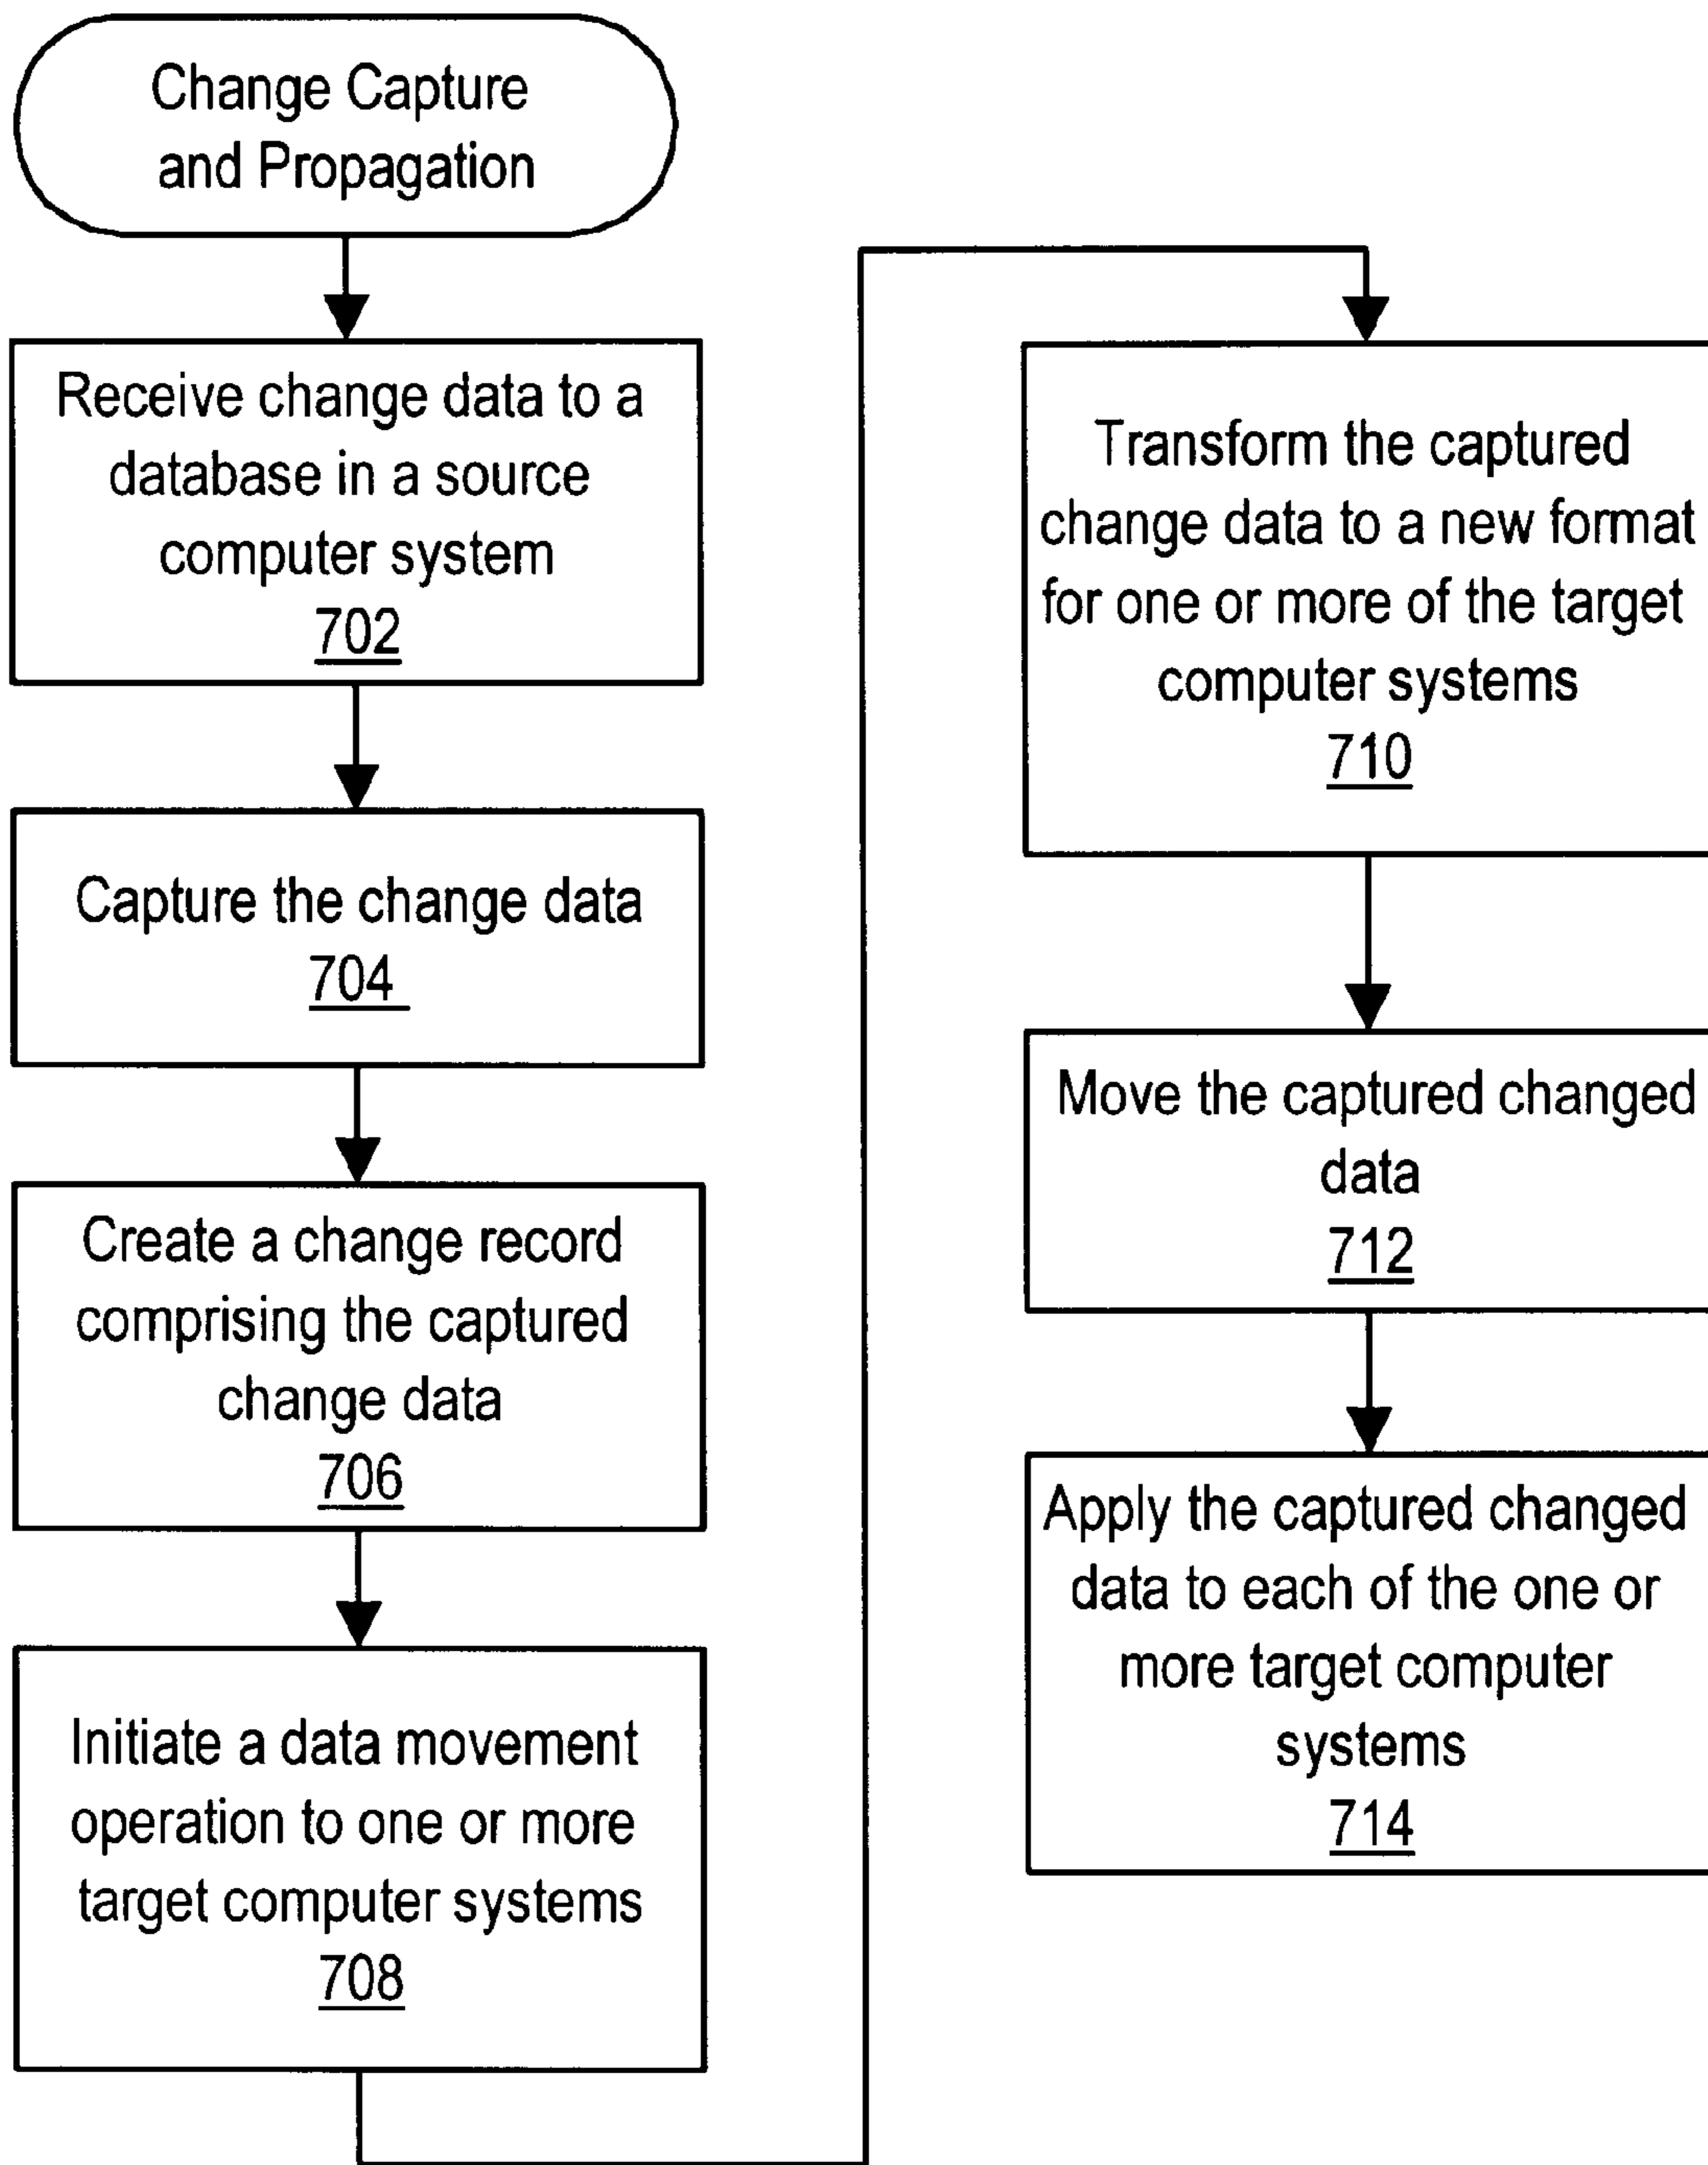 Change Capture
and Propagation
Receive change data to a
database in a source
computer system
702
Capture the change data
704
Create a change record
comprising the captured
change data
706
Initiate a data movement
operation to one or more
target computer systems
708
Transform the captured
change data to a new format
for one or more of the target
computer systems
710
Move the captured changed
data
712
Apply the captured changed
data to each of the one or
more target computer
systems
714